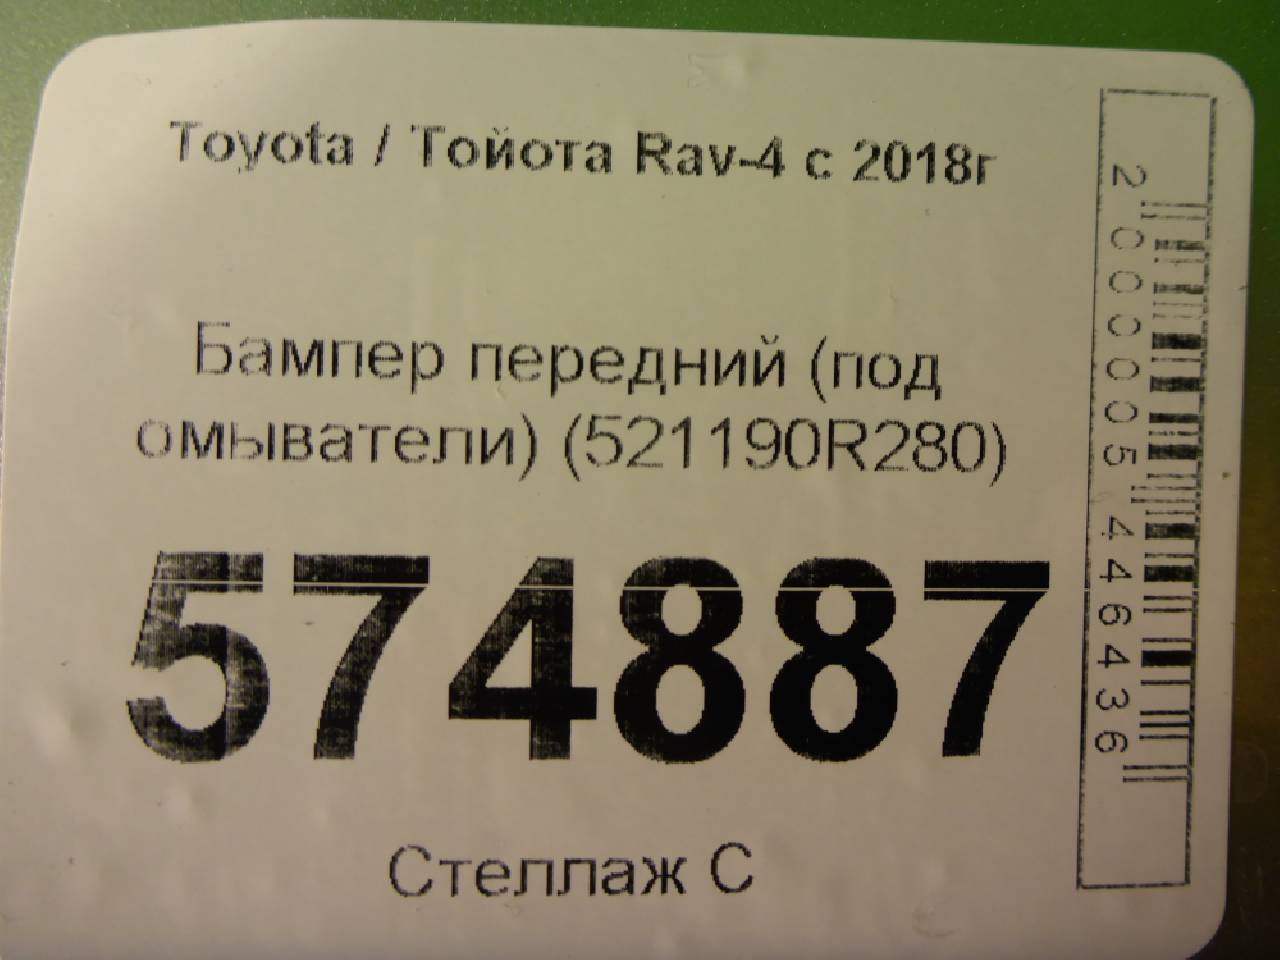 Toyota / Тойота Rav-4 с 2018г
Бампер передний (под
омыватели) (521190R280)
574887
Стеллаж С
2000005446436